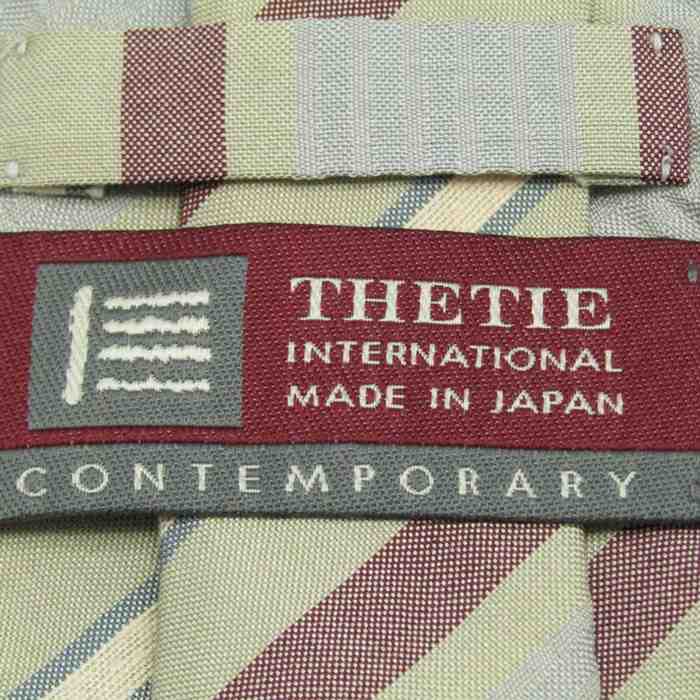 THETIE
INTERNATIONAL
MADE IN JAPAN
CONTEMPORARY